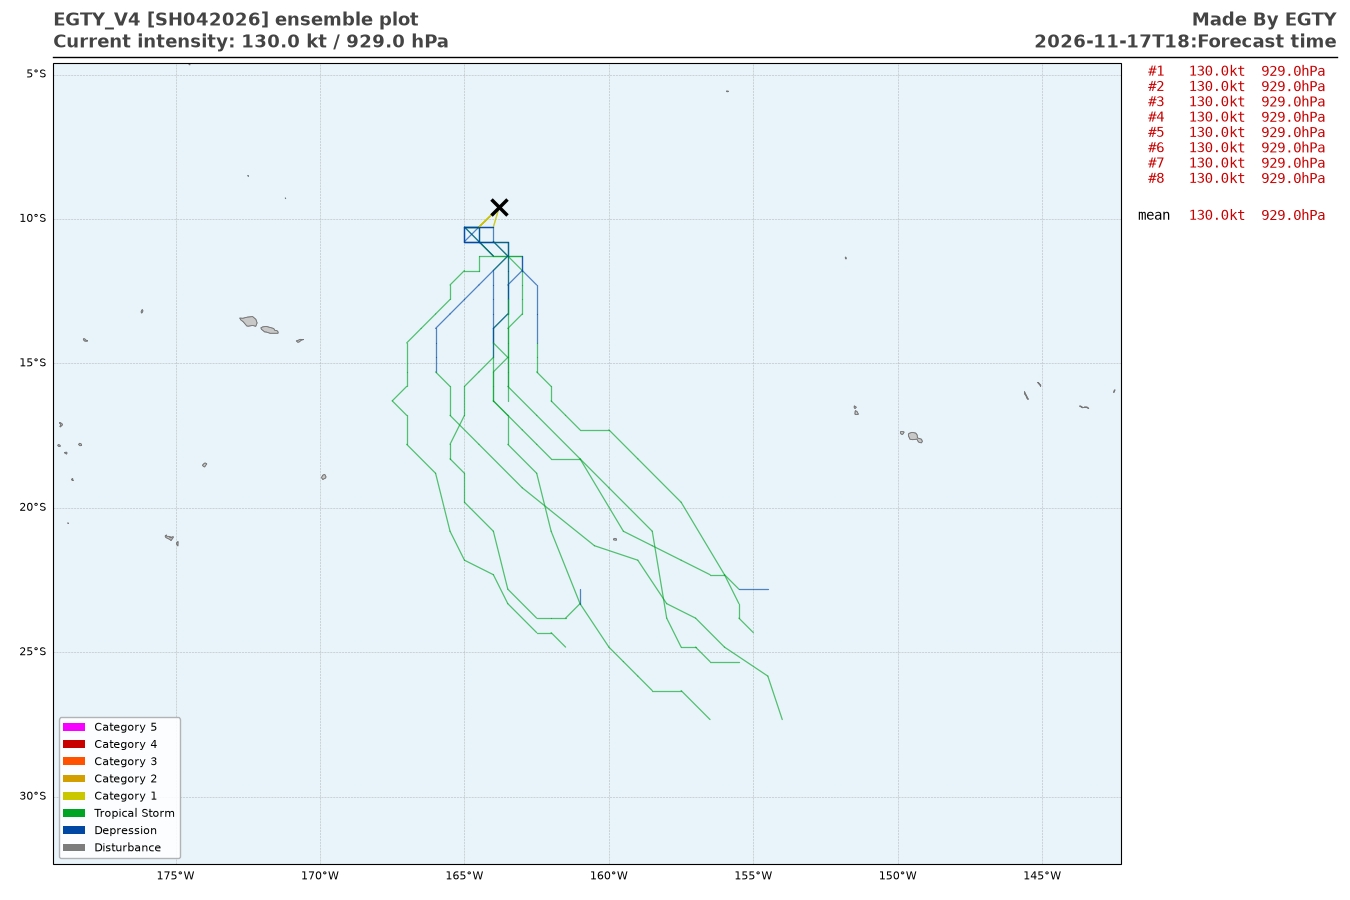 EGTY_V4 [SH042026] ensemble plot
Current intensity: 130.0 kt / 929.0 hPa
Made By EGTY
2026-11-17T18:Forecast time
5°S
10°S
15°S
20°S
25°S
30°S
175°W
170°W
165°W
160°W
155°W
150°W
145°W
Category 5
Category 4
Category 3
Category 2
Category 1
Tropical Storm
Depression
Disturbance
#1 130.0kt 929.0hPa
#2 130.0kt 929.0hPa
#3 130.0kt 929.0hPa
#4 130.0kt 929.0hPa
#5 130.0kt 929.0hPa
#6 130.0kt 929.0hPa
#7 130.0kt 929.0hPa
#8 130.0kt 929.0hPa
mean 130.0kt 929.0hPa